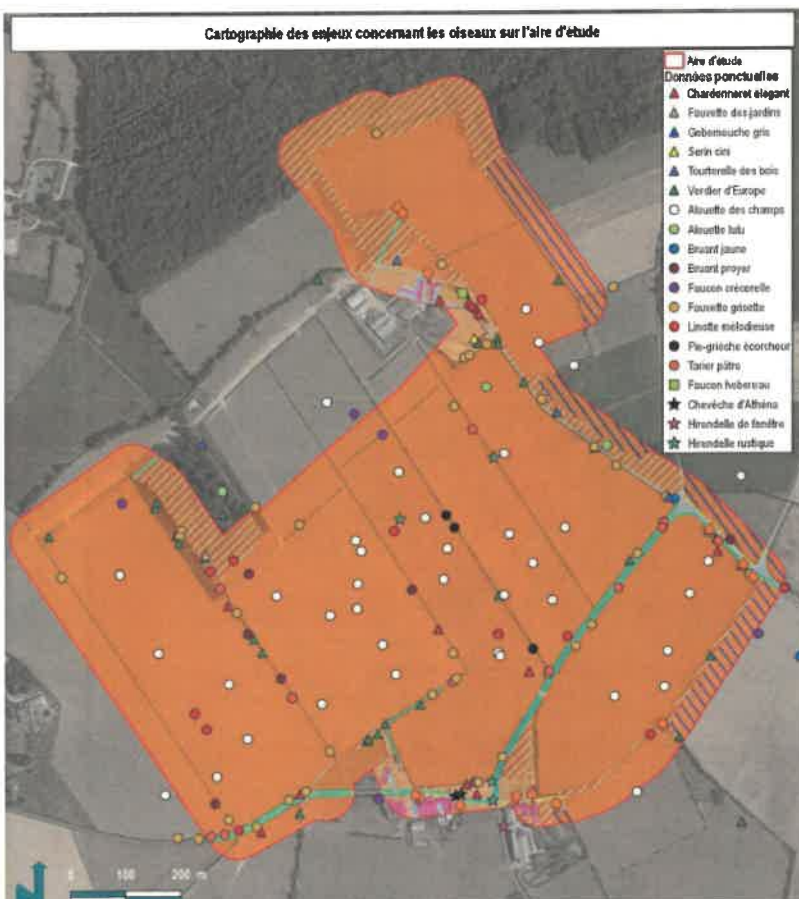 Cartographie des enjeux concernant les oiseaux sur l'aire d'étude
Aire d'étude
Données ponctuelles
Chardonneret élégant
Fauvette des jardins
Gobemouche gris
Serin cini
Tourterelle des bois
Verdier d'Europe
Alouette des champs
Alouette lulu
Bruant jaune
Bruant proyer
Faucon crécerelle
Fauvette grisette
Linotte mélodieuse
Pie-grièche écorcheur
Tarier pâtre
Faucon hobereau
Chevêche d'Athéna
Hirondelle de fenêtre
Hirondelle rustique
0 100 200 m